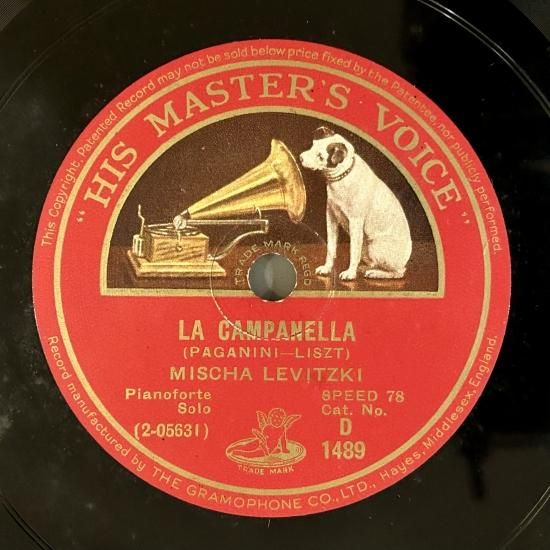 This Copyright, Patented Record may not be sold below price fixed by the Patentee, nor publicly performed.
"HIS MASTER'S VOICE"
TRADE MARK REGD
LA CAMPANELLA
(PAGANINI—LISZT)
MISCHA LEVITZKI
Pianoforte
Solo
(2-05631)
SPEED 78
Cat. No.
D
1489
TRADE MARK
Record manufactured by THE GRAMOPHONE CO., LTD., Hayes, Middlesex, England.